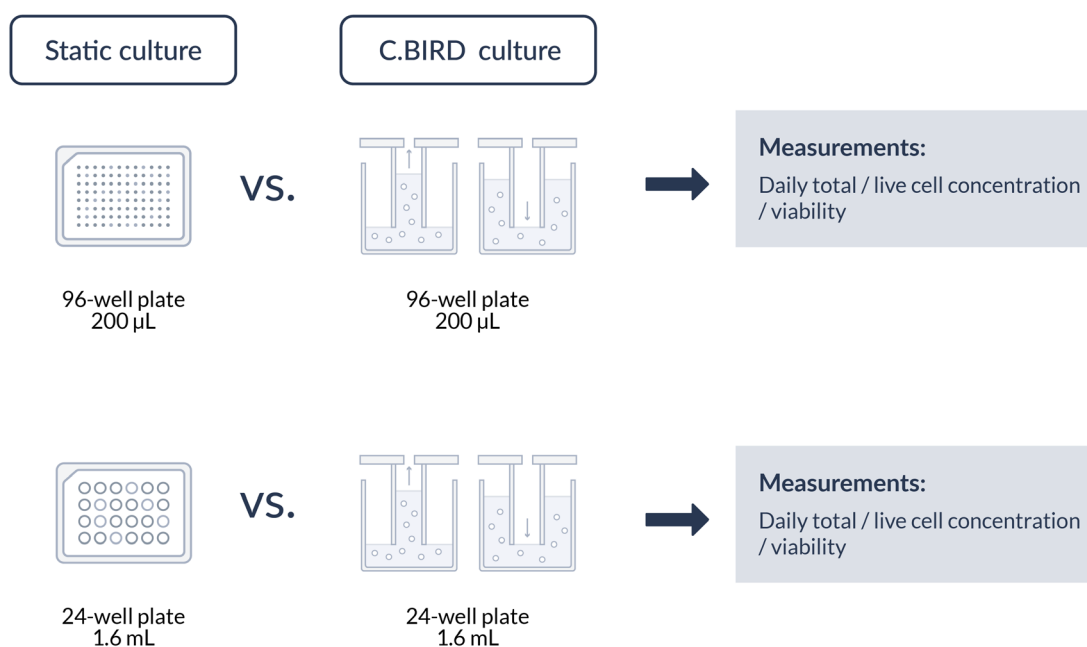 Static culture
C.BIRD culture
vs.
Measurements:
Daily total / live cell concentration
/ viability
96-well plate
200 µL
96-well plate
200 µL
vs.
Measurements:
Daily total / live cell concentration
/ viability
24-well plate
1.6 mL
24-well plate
1.6 mL